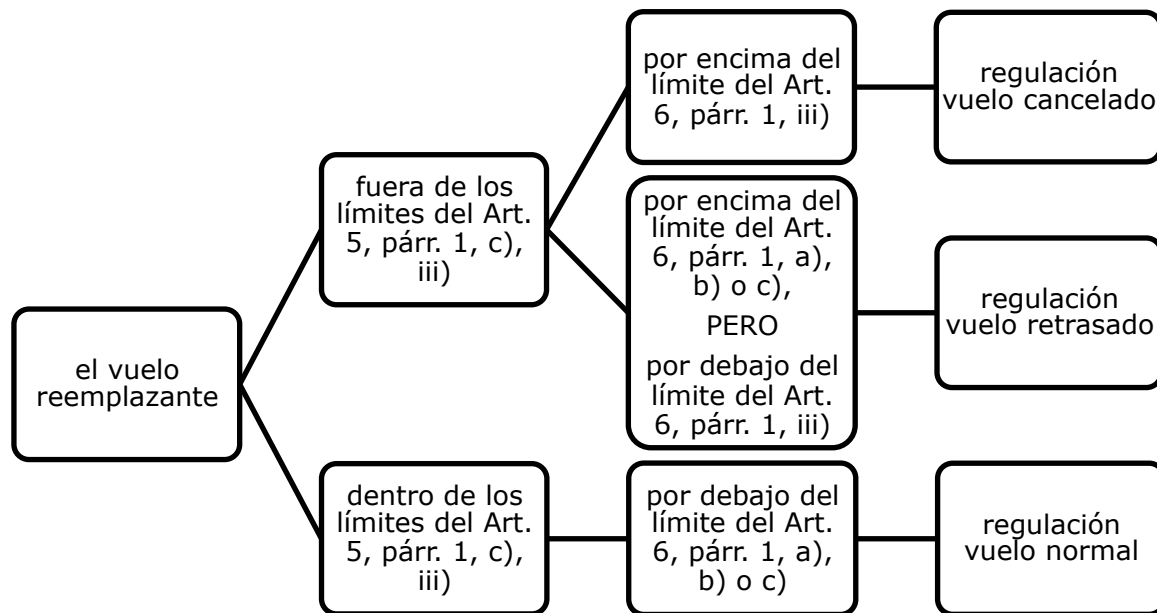 el vuelo
reemplazante
fuera de los
límites del Art.
5, párr. 1, c),
iii)
por encima del
límite del Art.
6, párr. 1, iii)
regulación
vuelo cancelado
por encima del
límite del Art.
6, párr. 1, a),
b) o c),
PERO
por debajo del
límite del Art.
6, párr. 1, iii)
regulación
vuelo retrasado
dentro de los
límites del Art.
5, párr. 1, c),
iii)
por debajo del
límite del Art.
6, párr. 1, a),
b) o c)
regulación
vuelo normal